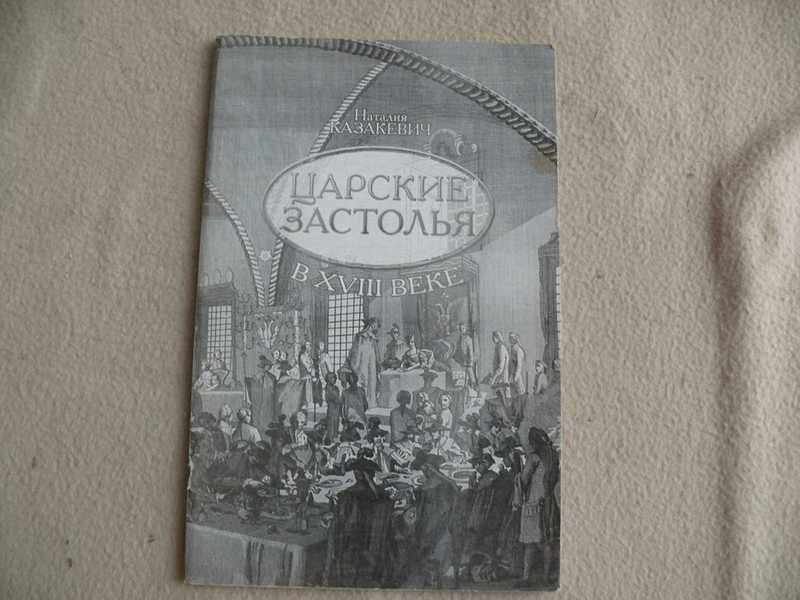 Наталия
КАЗАКЕВИЧ
ЦАРСКИЕ
ЗАСТОЛЬЯ
В XVIII ВЕКЕ